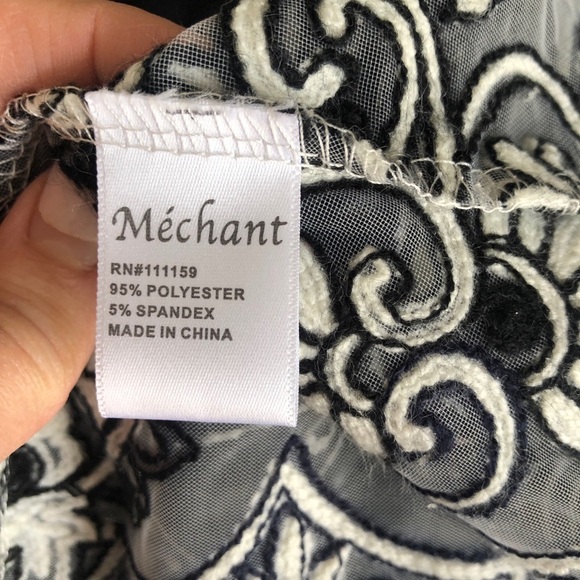 Méchant
RN#111159
95% POLYESTER
5% SPANDEX
MADE IN CHINA